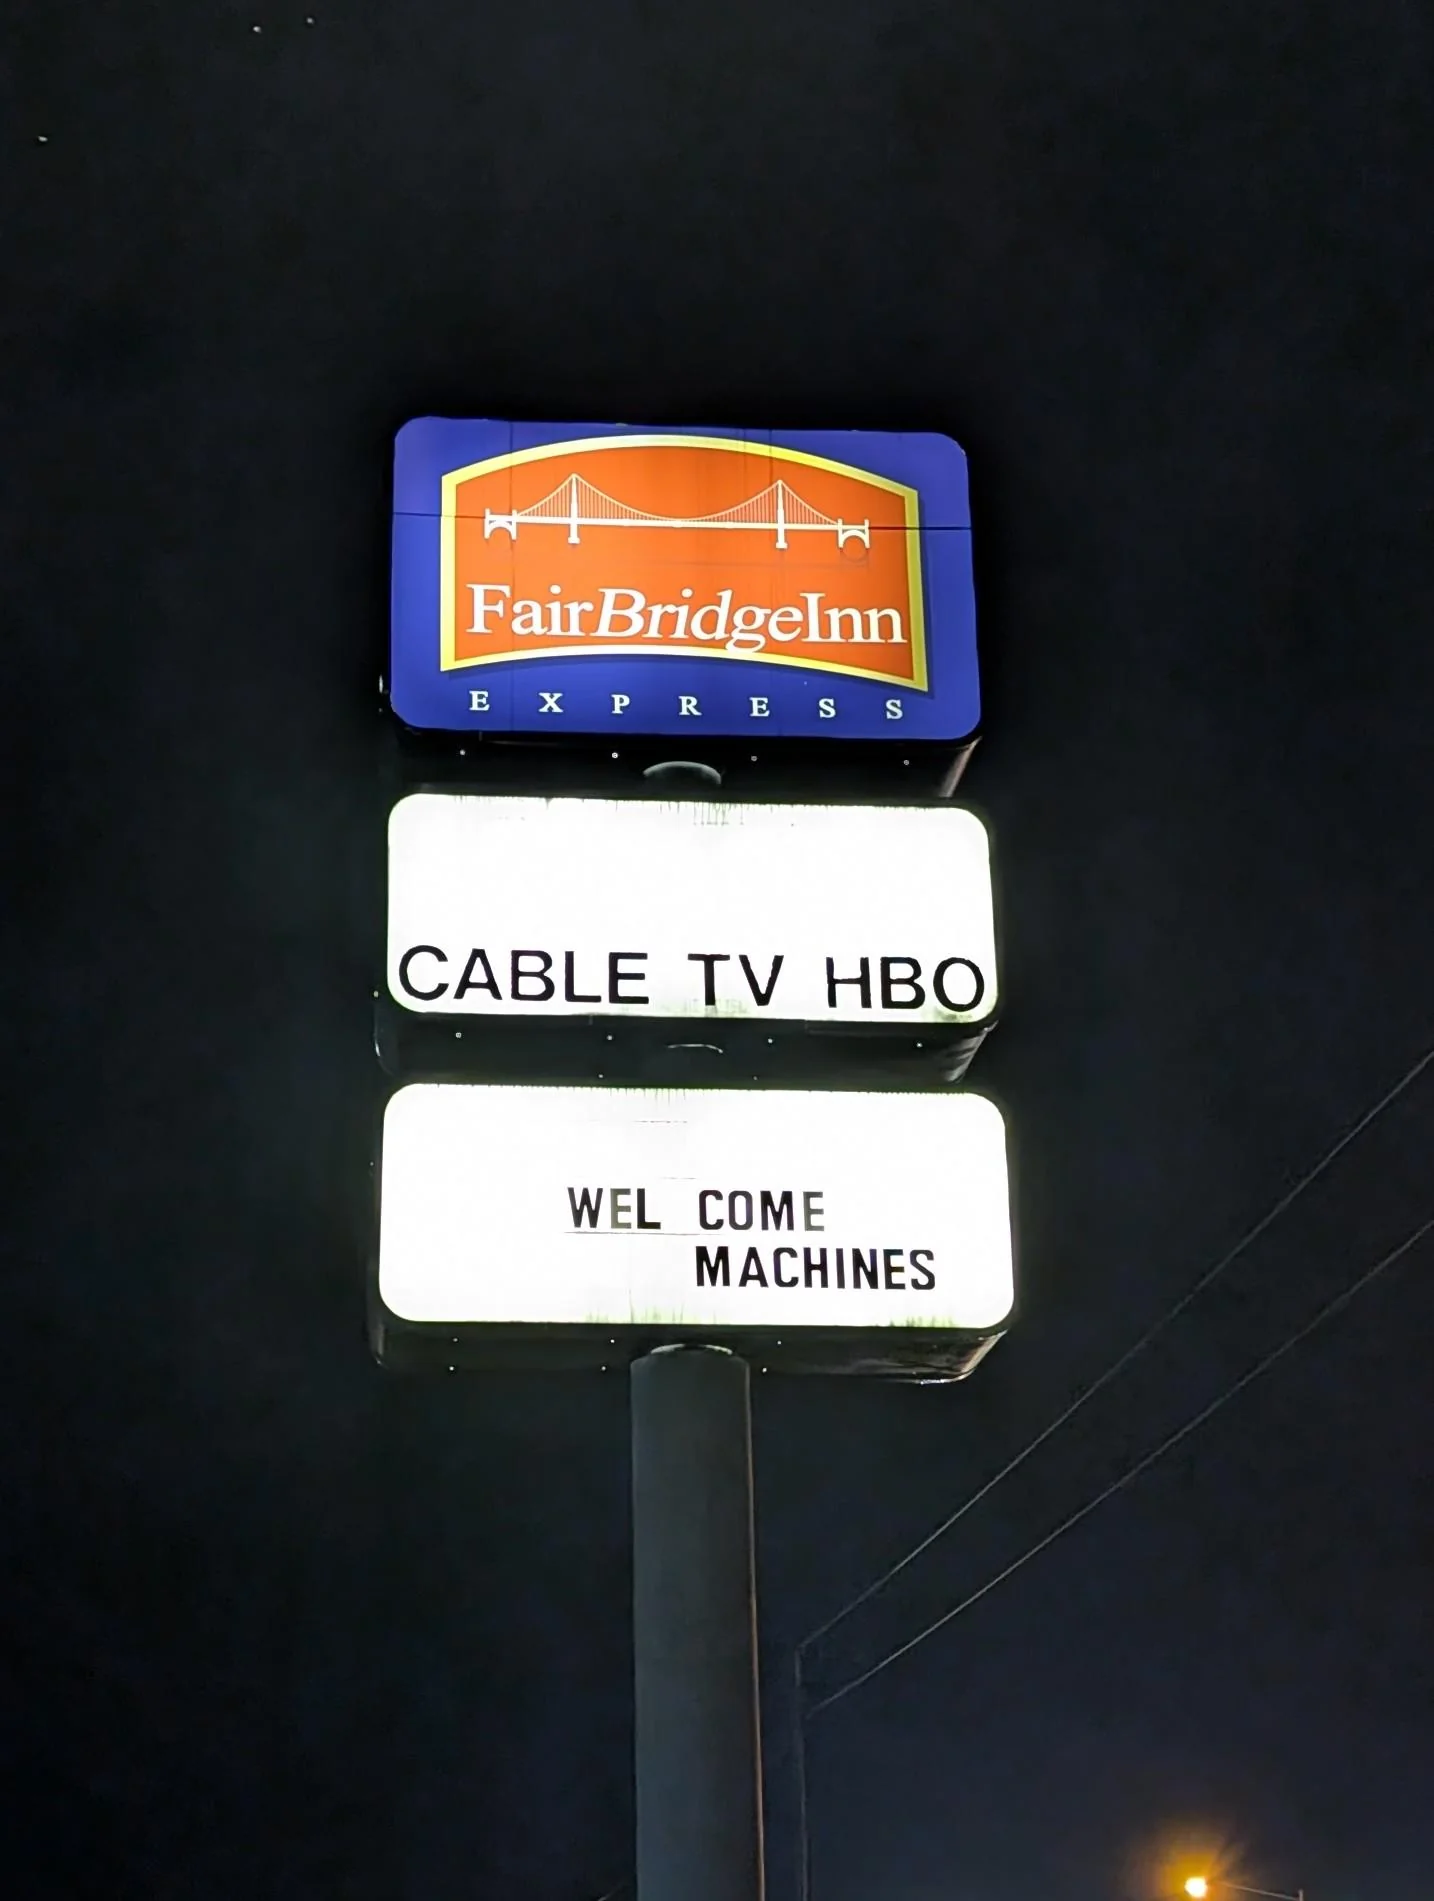 FairBridgeInn
EXPRESS
CABLE TV HBO
WEL COME
MACHINES